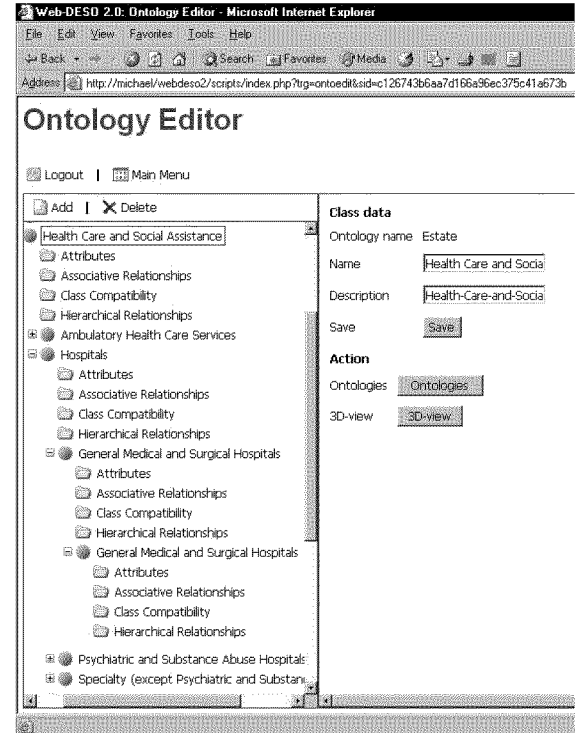 Web-DESO 2.0: Ontology Editor - Microsoft Internet Explorer
File Edit View Favorites Tools Help
Back Search Favorites Media
Address http://michael/webdeso2/scripts/index.php?trg=ontoedit&sid=c126743b6aa7d166a96ec375c41a673b
Ontology Editor
Logout | Main Menu
Add | Delete
Health Care and Social Assistance
Attributes
Associative Relationships
Class Compatibility
Hierarchical Relationships
Ambulatory Health Care Services
Hospitals
Attributes
Associative Relationships
Class Compatibility
Hierarchical Relationships
General Medical and Surgical Hospitals
Attributes
Associative Relationships
Class Compatibility
Hierarchical Relationships
General Medical and Surgical Hospitals
Attributes
Associative Relationships
Class Compatibility
Hierarchical Relationships
Psychiatric and Substance Abuse Hospitals
Specialty (except Psychiatric and Substan
Class data
Ontology name Estate
Name Health Care and Socia
Description Health-Care-and-Socia
Save Save
Action
Ontologies Ontologies
3D-view 3D-view